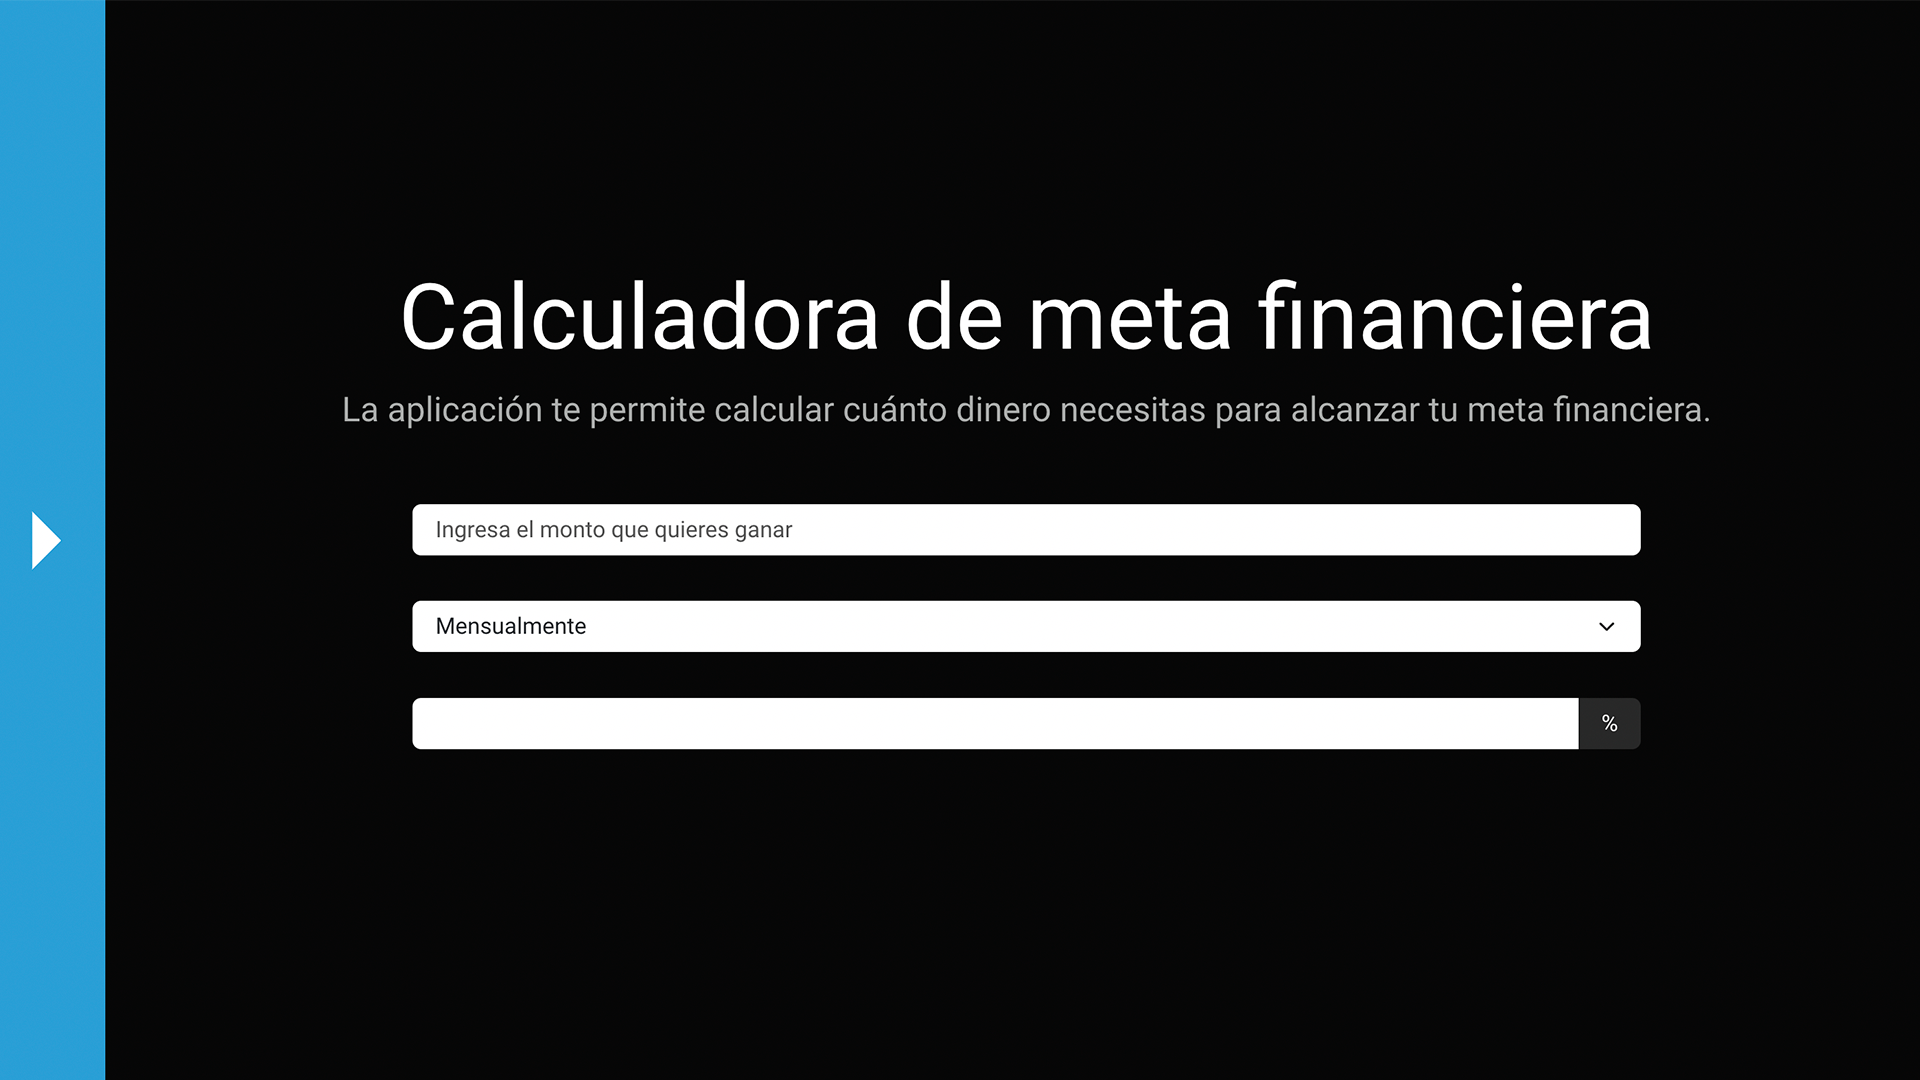 Calculadora de meta financiera
La aplicación te permite calcular cuánto dinero necesitas para alcanzar tu meta financiera.
Ingresa el monto que quieres ganar
Mensualmente
%